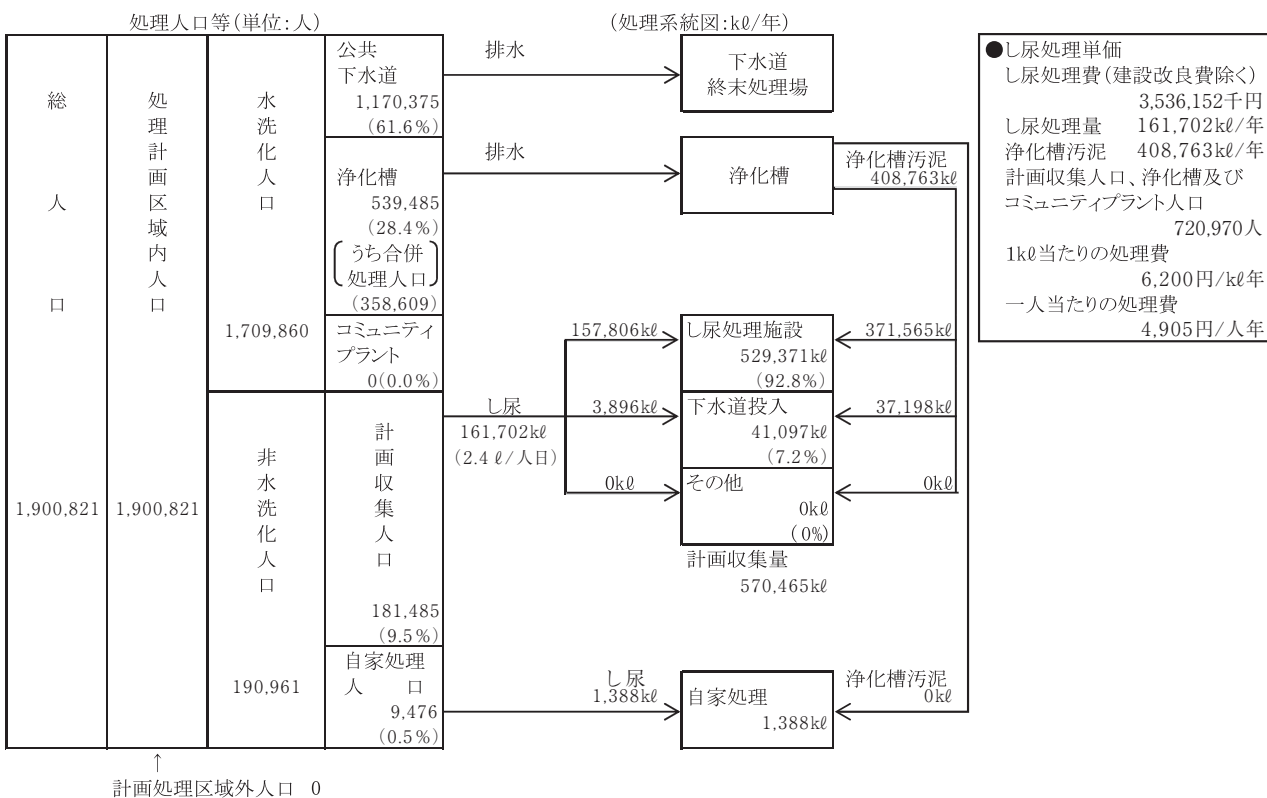 処理人口等(単位:人)
(処理系統図:kℓ/年)
総人口
1,900,821
処理計画区域内人口
1,900,821
水洗化人口
1,709,860
公共
下水道
1,170,375
(61.6%)
浄化槽
539,485
(28.4%)
うち合併
処理人口
(358,609)
コミュニティ
プラント
0(0.0%)
非水洗化人口
190,961
計画収集人口
181,485
(9.5%)
自家処理
人 口
9,476
(0.5%)
↑
計画処理区域外人口 0
排水
下水道
終末処理場
排水
浄化槽
浄化槽汚泥
408,763kℓ
し尿
161,702kℓ
(2.4 ℓ/人日)
157,806kℓ
し尿処理施設
529,371kℓ
(92.8%)
371,565kℓ
3,896kℓ
下水道投入
41,097kℓ
(7.2%)
37,198kℓ
0kℓ
その他
0kℓ
(0%)
0kℓ
計画収集量
570,465kℓ
し尿
1,388kℓ
自家処理
1,388kℓ
浄化槽汚泥
0kℓ
●し尿処理単価
し尿処理費(建設改良費除く)
3,536,152千円
し尿処理量 161,702kℓ/年
浄化槽汚泥 408,763kℓ/年
計画収集人口、浄化槽及び
コミュニティプラント人口
720,970人
1kℓ当たりの処理費
6,200円/kℓ年
一人当たりの処理費
4,905円/人年